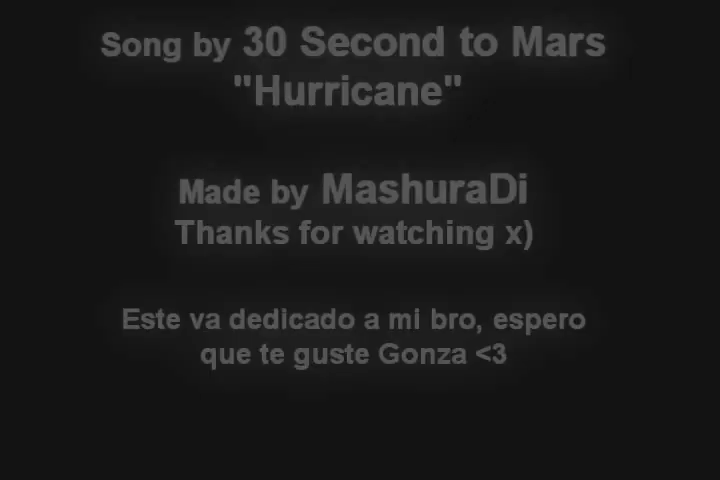 Song by 30 Second to Mars
"Hurricane"
Made by MashuraDi
Thanks for watching x)
Este va dedicado a mi bro, espero
que te guste Gonza <3